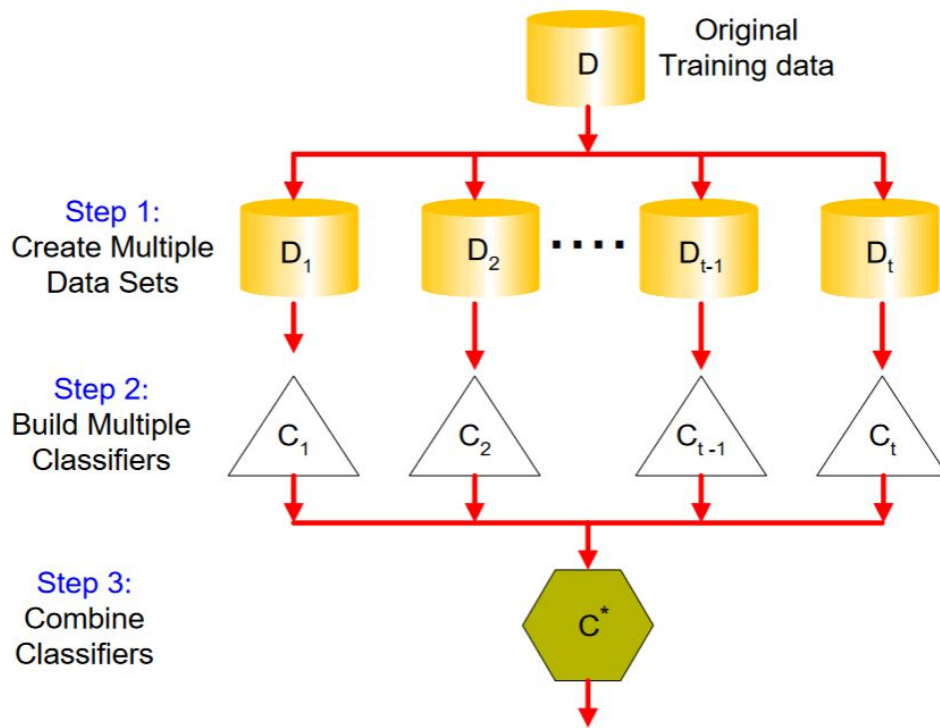 Original
Training data
D
Step 1:
Create Multiple
Data Sets
D1
D2
....
Dt-1
Dt
Step 2:
Build Multiple
Classifiers
C1
C2
Ct-1
Ct
Step 3:
Combine
Classifiers
C*